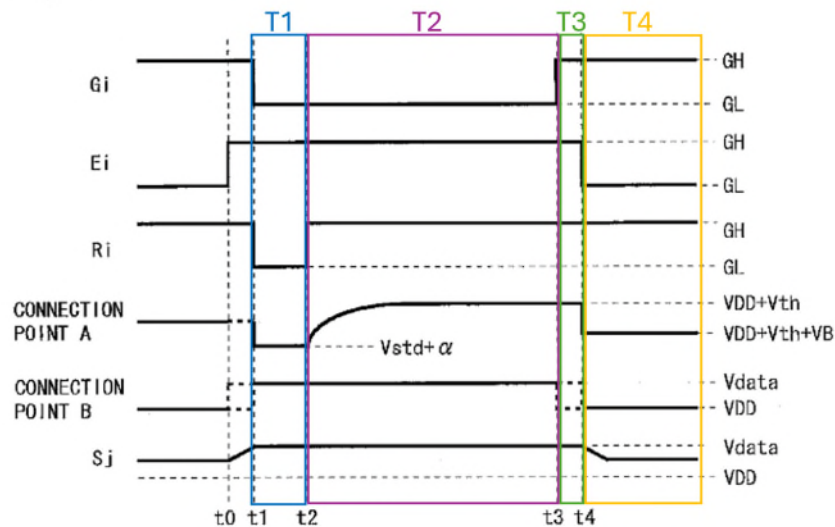 T1 T2 T3 T4
Gi GH
GL
Ei GH
GL
Ri GH
GL
CONNECTION POINT A VDD+Vth
VDD+Vth+VB
Vstd+α
CONNECTION POINT B Vdata
VDD
Sj Vdata
VDD
t0 t1 t2 t3 t4